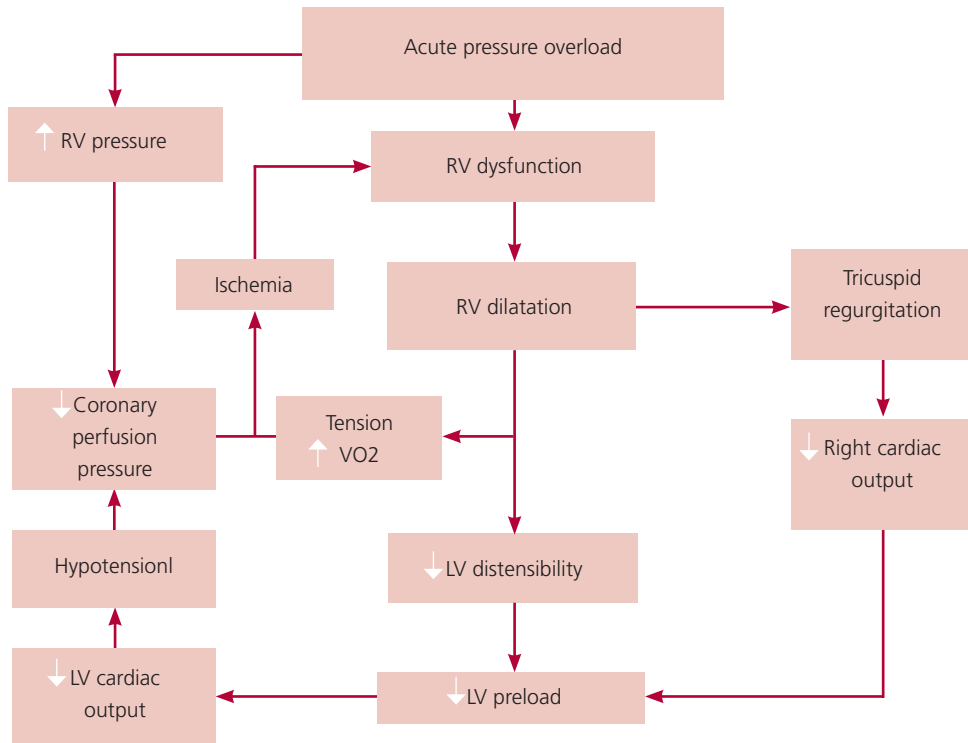 Acute pressure overload
↑ RV pressure
RV dysfunction
Ischemia
RV dilatation
Tricuspid
regurgitation
↓ Coronary
perfusion
pressure
Tension
↑ VO2
↓ Right cardiac
output
Hypotensionl
↓ LV distensibility
↓ LV cardiac
output
↓ LV preload